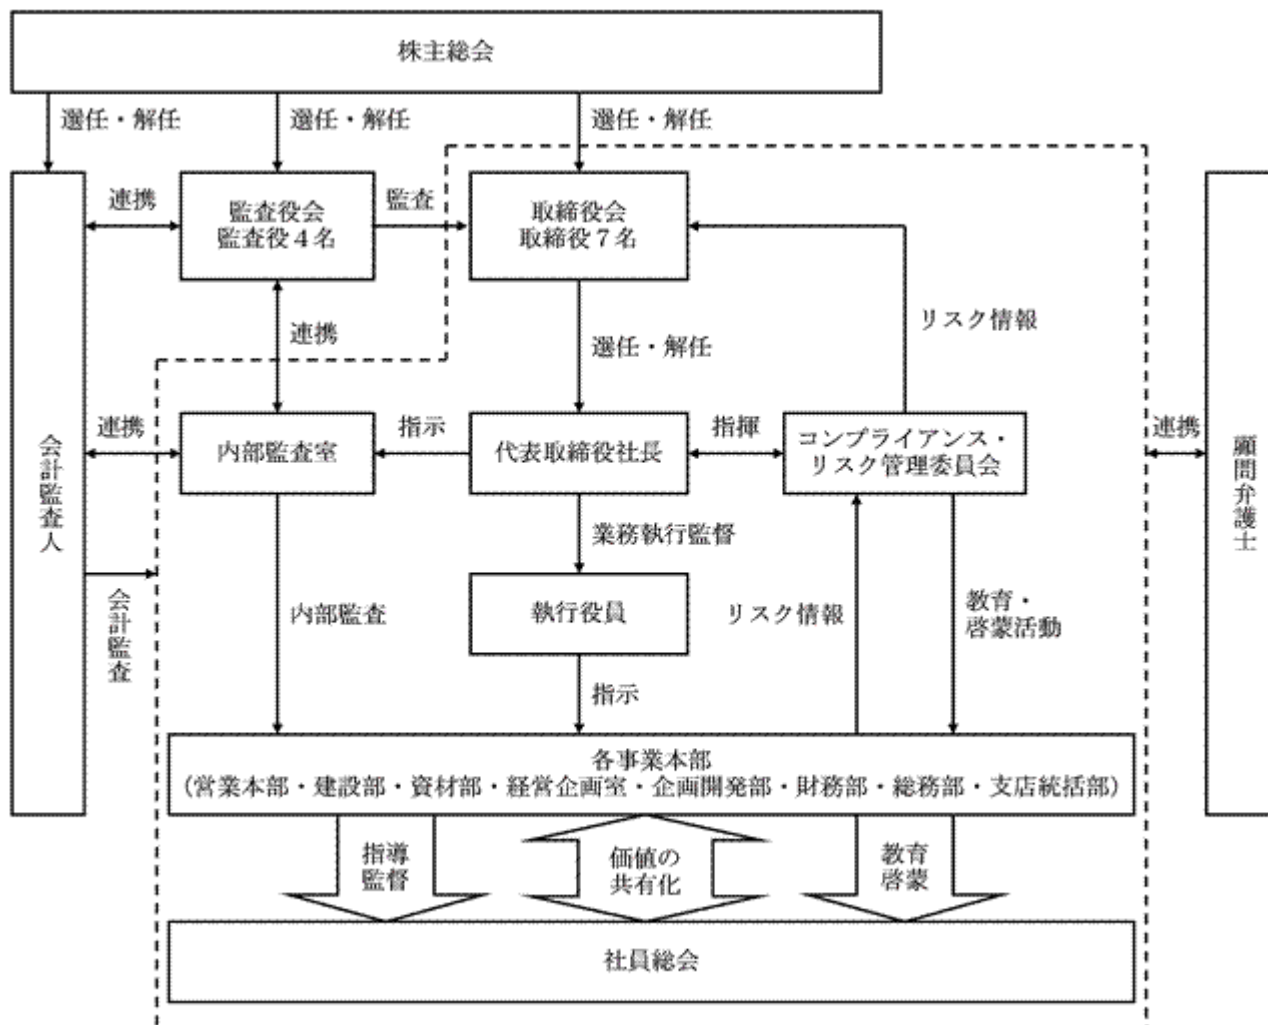 株主総会
選任・解任
選任・解任
選任・解任
連携
監査役会
監査役4名
監査
取締役会
取締役7名
リスク情報
連携
選任・解任
会計監査人
連携
内部監査室
指示
代表取締役社長
指揮
コンプライアンス・
リスク管理委員会
連携
顧問弁護士
業務執行監督
会計監査
内部監査
執行役員
リスク情報
教育・
啓蒙活動
指示
各事業本部
(営業本部・建設部・資材部・経営企画室・企画開発部・財務部・総務部・支店統括部)
指導
監督
価値の
共有化
教育
啓蒙
社員総会